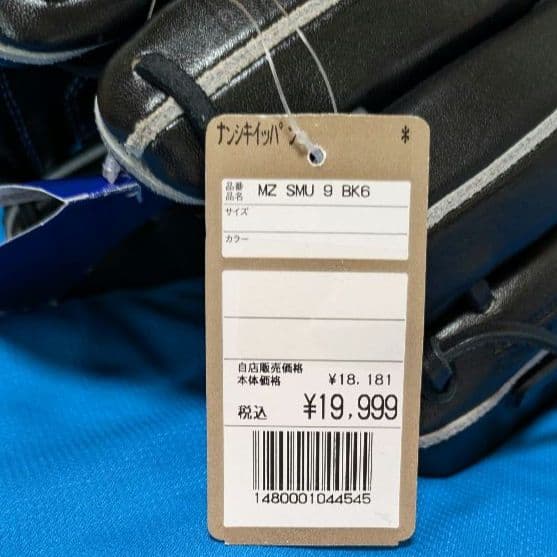 ナンシキイッパン *
品番
品名 MZ SMU 9 BK6
サイズ
カラー
自店販売価格
本体価格 ¥18,181
税込 ¥19,999
1480001044545